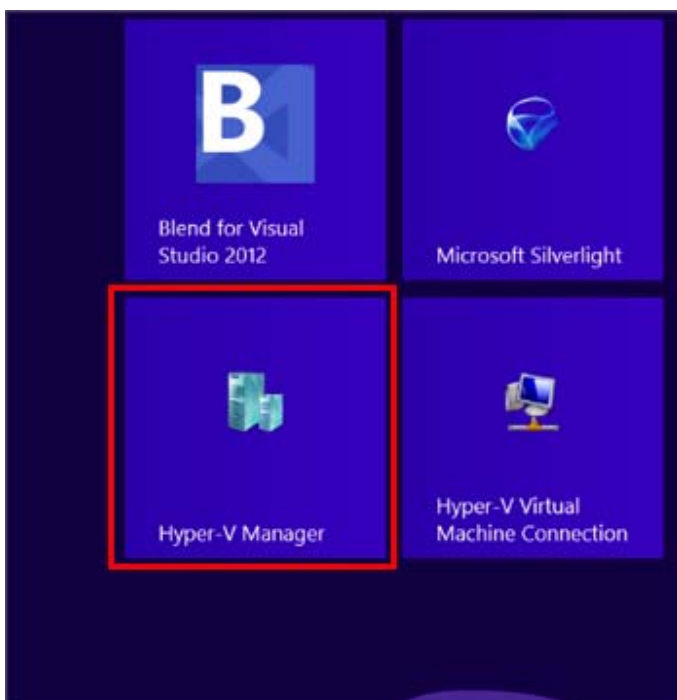 B
Blend for Visual
Studio 2012
Microsoft Silverlight
Hyper-V Manager
Hyper-V Virtual
Machine Connection